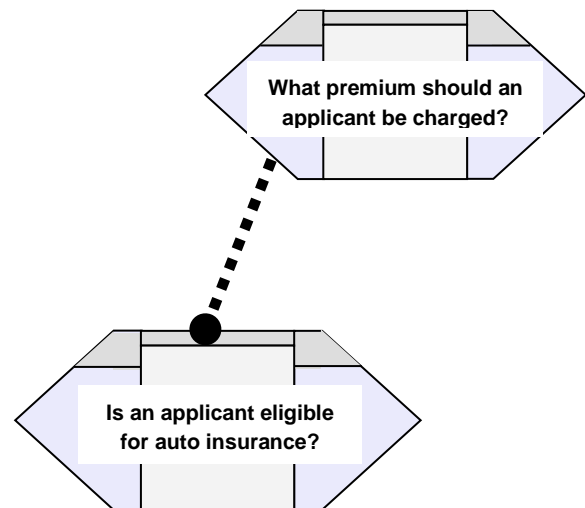 What premium should an
applicant be charged?
Is an applicant eligible
for auto insurance?